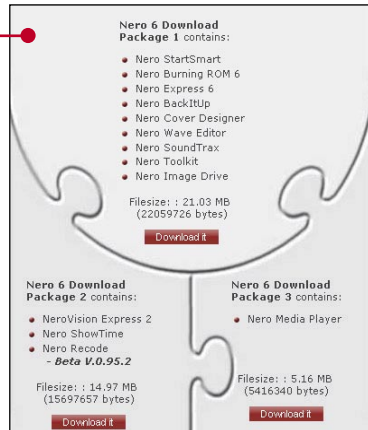 Nero 6 Download
Package 1 contains:
Nero StartSmart
Nero Burning ROM 6
Nero Express 6
Nero BackItUp
Nero Cover Designer
Nero Wave Editor
Nero SoundTrax
Nero Toolkit
Nero Image Drive
Filesize: : 21.03 MB
(22059726 bytes)
Download it
Nero 6 Download
Package 2 contains:
NeroVision Express 2
Nero ShowTime
Nero Recode
- Beta V.0.95.2
Filesize: : 14.97 MB
(15697657 bytes)
Download it
Nero 6 Download
Package 3 contains:
Nero Media Player
Filesize: : 5.16 MB
(5416340 bytes)
Download it